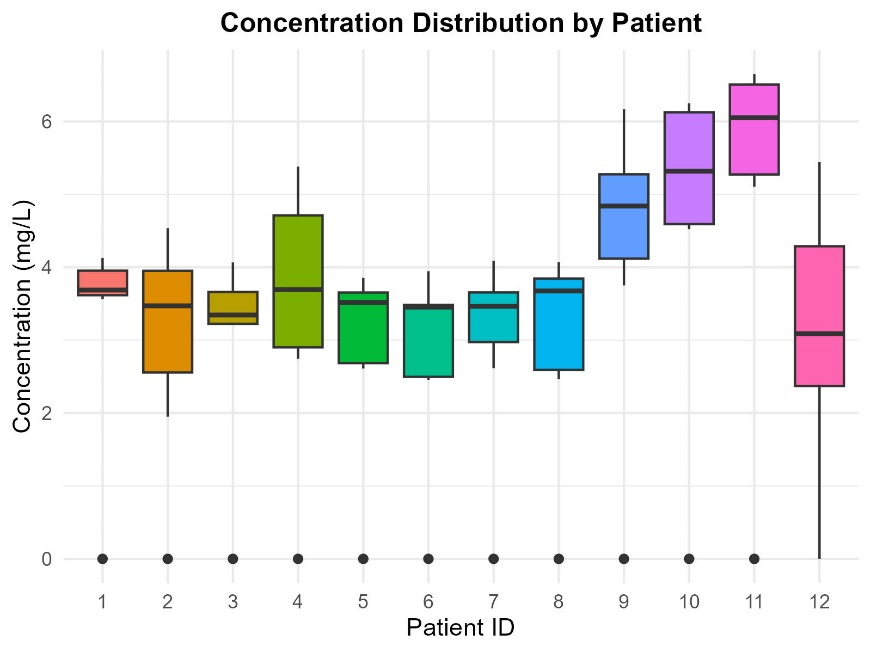 Concentration Distribution by Patient
Concentration (mg/L)
6
4
2
0
1 2 3 4 5 6 7 8 9 10 11 12
Patient ID